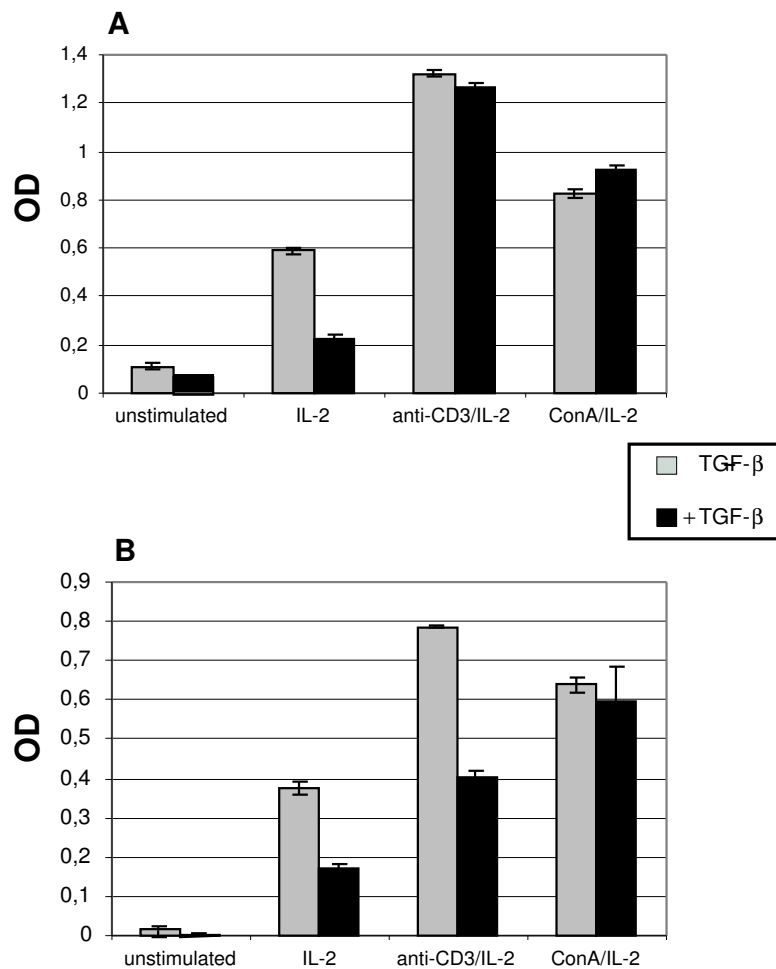 A
1,4
1,2
1
0,8
0,6
0,4
0,2
0
OD
unstimulated IL-2 anti-CD3/IL-2 ConA/IL-2
TGF-β
+TGF-β
B
0,9
0,8
0,7
0,6
0,5
0,4
0,3
0,2
0,1
0
OD
unstimulated IL-2 anti-CD3/IL-2 ConA/IL-2